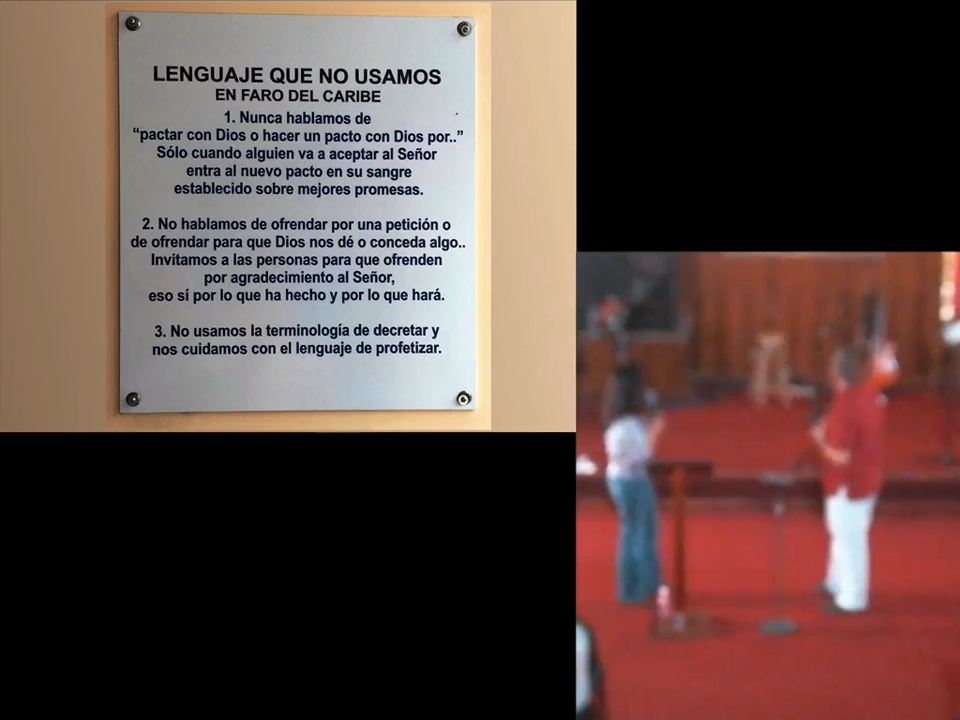 LENGUAJE QUE NO USAMOS
EN FARO DEL CARIBE
1. Nunca hablamos de
“pactar con Dios o hacer un pacto con Dios por..”
Sólo cuando alguien va a aceptar al Señor
entra al nuevo pacto en su sangre
establecido sobre mejores promesas.
2. No hablamos de ofrendar por una petición o
de ofrendar para que Dios nos dé o conceda algo..
Invitamos a las personas para que ofrenden
por agradecimiento al Señor,
eso sí por lo que ha hecho y por lo que hará.
3. No usamos la terminología de decretar y
nos cuidamos con el lenguaje de profetizar.